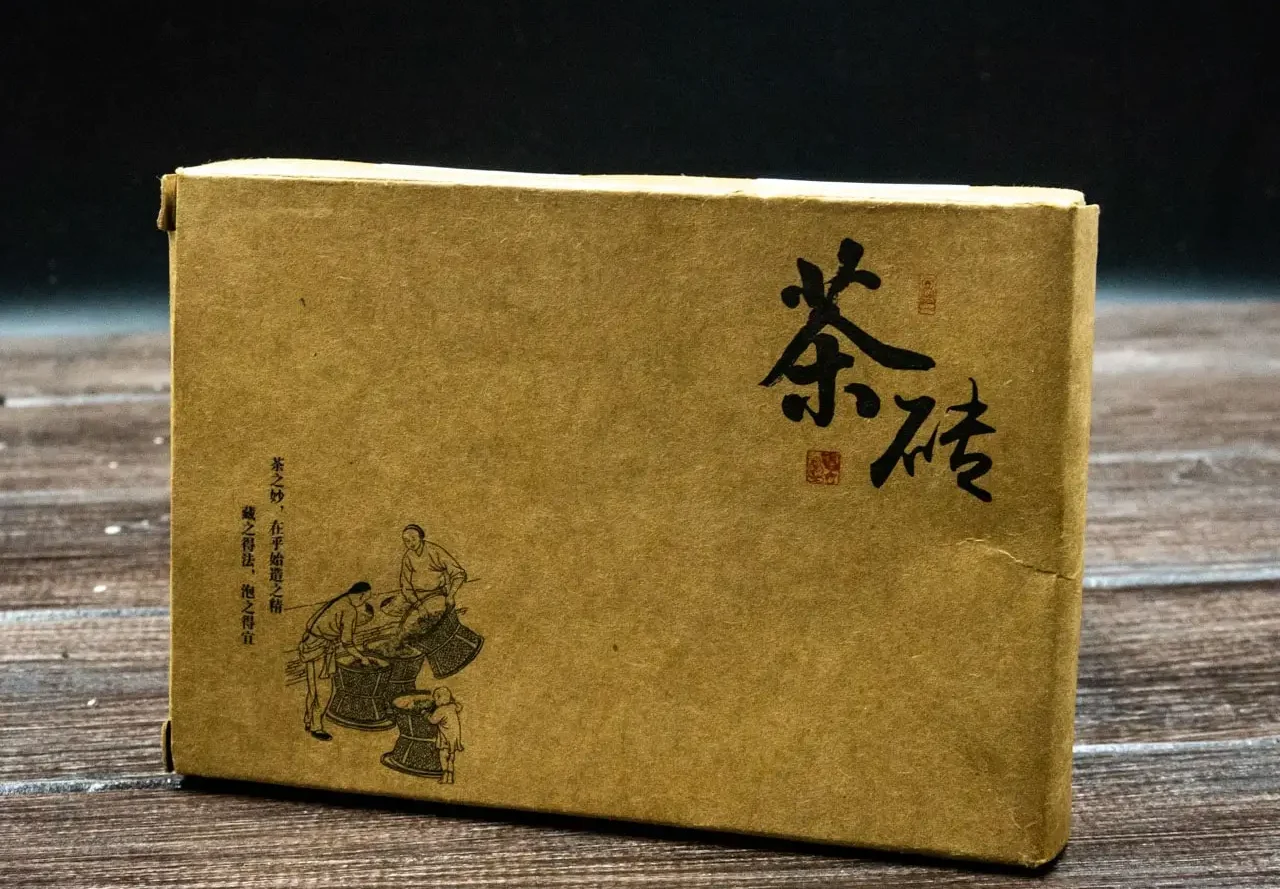 茶砖
茶之妙，在乎始造之精
藏之得法，泡之得宜